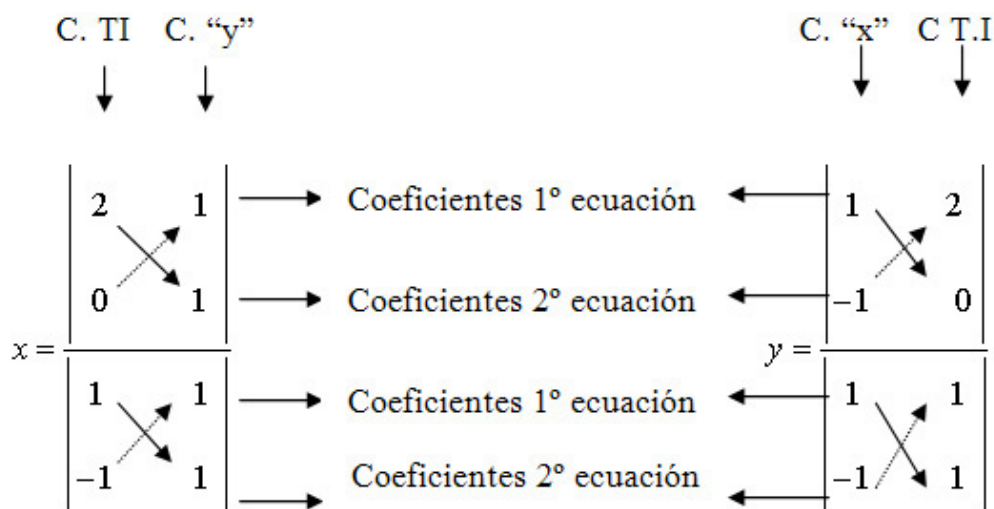 C. TI C. “y” C. “x” C T.I
2 1 Coeficientes 1º ecuación 1 2
0 1 Coeficientes 2º ecuación −1 0
x = y =
1 1 Coeficientes 1º ecuación 1 1
−1 1 Coeficientes 2º ecuación −1 1